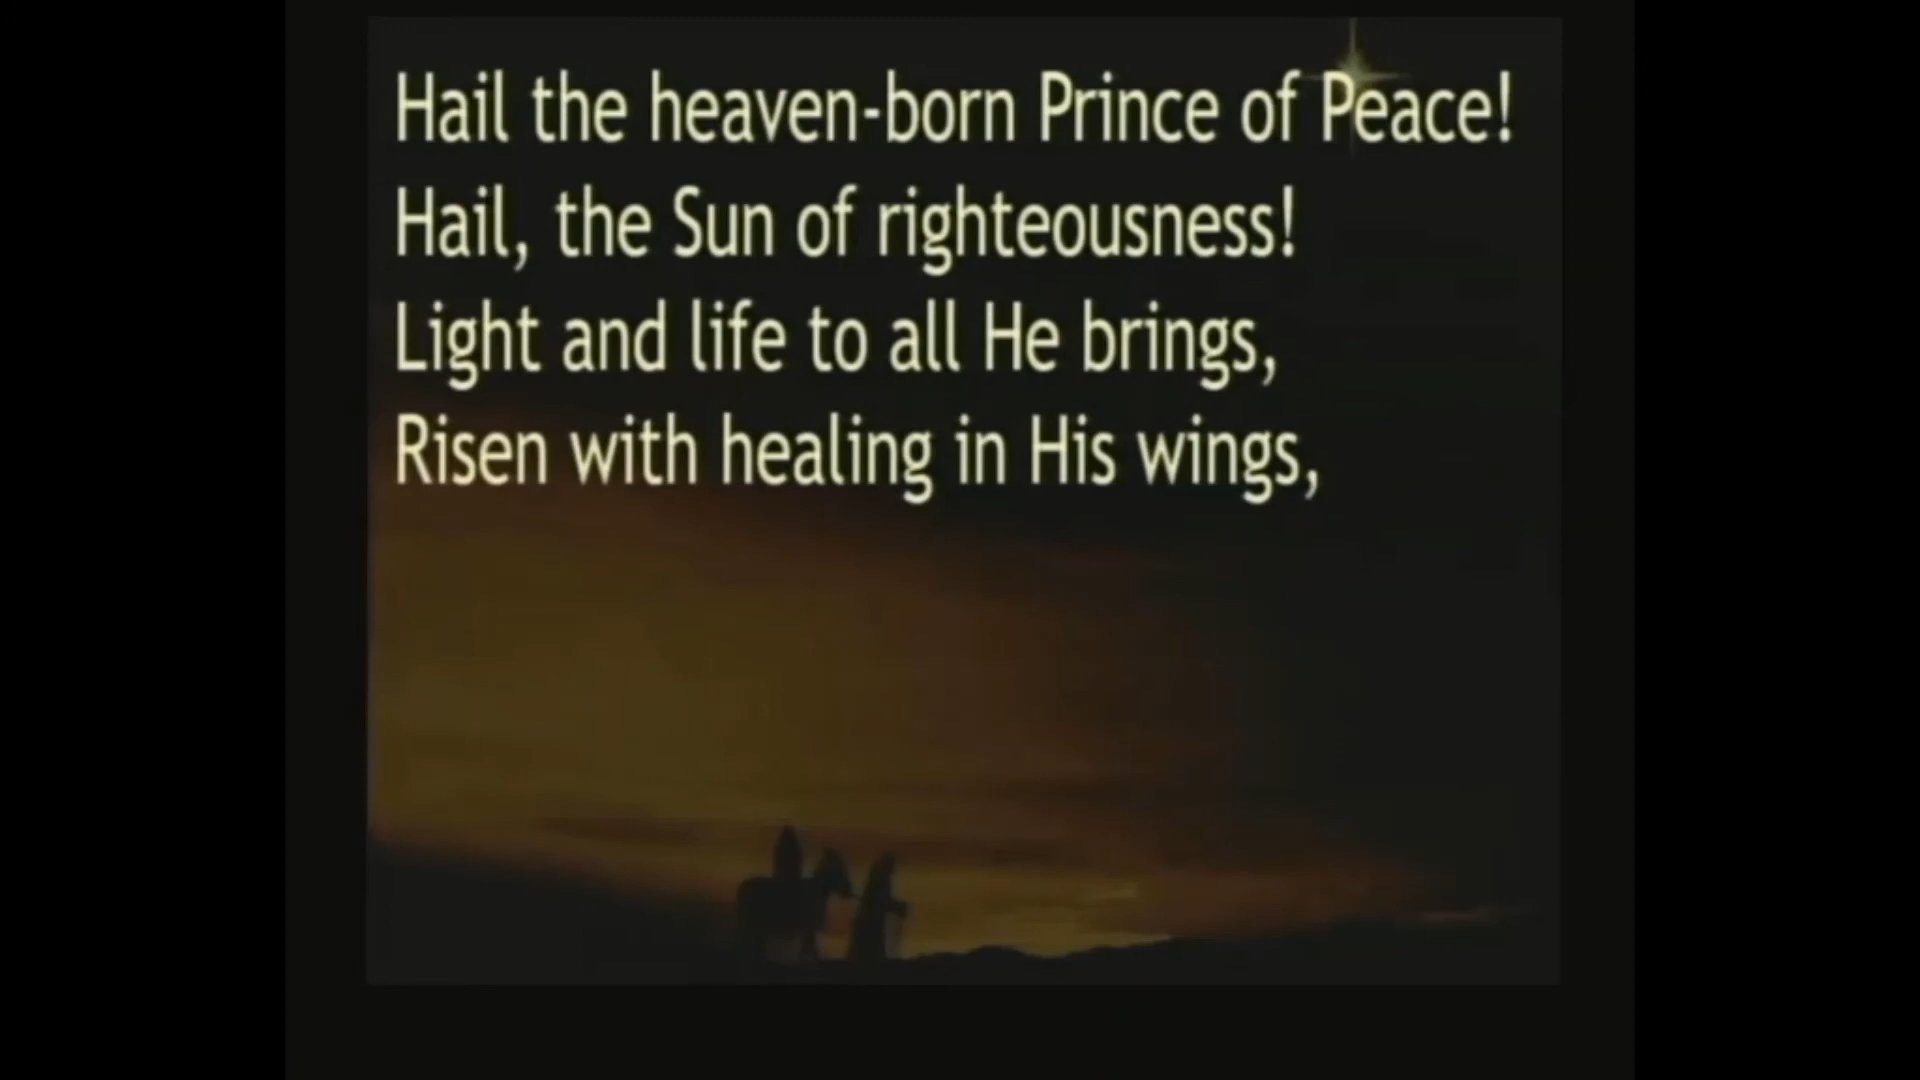 Hail the heaven-born Prince of Peace!
Hail, the Sun of righteousness!
Light and life to all He brings,
Risen with healing in His wings,